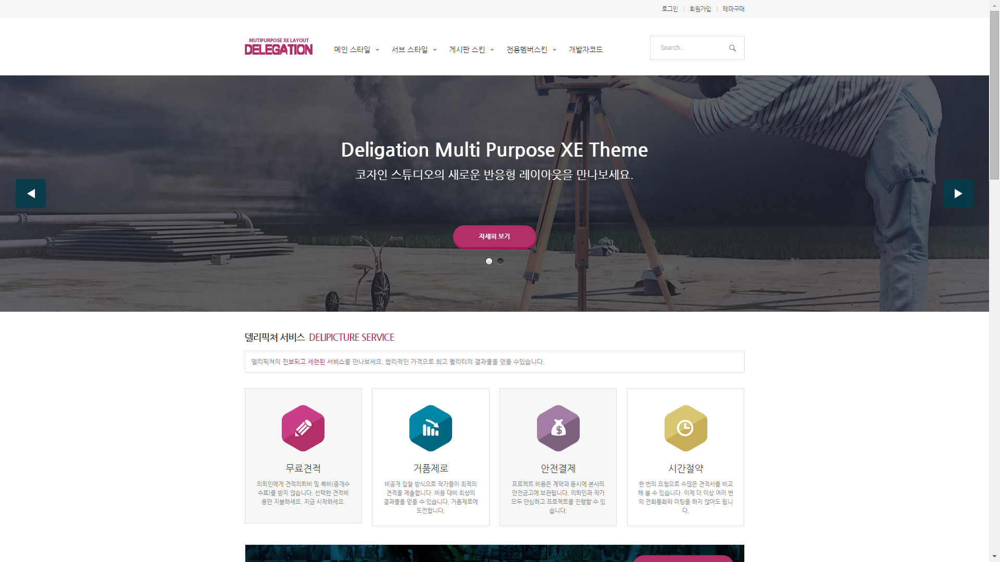 로그인 | 회원가입 | 테마구매
MUTIPURPOSE XE LAYOUT
DELEGATION
메인 스타일 서브 스타일 게시판 스킨 전용멤버스킨 개발자코드
Search..
Deligation Multi Purpose XE Theme
코자인 스튜디오의 새로운 반응형 레이아웃을 만나보세요.
자세히 보기
델리픽쳐 서비스 DELIPICTURE SERVICE
델리픽쳐의 진보되고 세련된 서비스를 만나보세요. 합리적인 가격으로 최고 퀄리티의 결과물을 얻을 수있습니다.
무료견적
의뢰인에게 견적의뢰비 및 복비(중개수
수료)를 받지 않습니다. 선택한 견적비
용만 지불하세요. 지금 시작하세요.
거품제로
비공개 입찰 방식으로 작가들이 최적의
견적을 제출합니다. 비용 대비 최상의
결과물을 얻을 수 있습니다. 거품제로에
도전합니다.
안전결제
프로젝트 비용은 계약과 동시에 본사의
안전금고에 보관됩니다. 의뢰인과 작가
모두 안심하고 프로젝트를 진행할 수 있
습니다.
시간절약
한 번의 요청으로 수많은 견적서를 비교
해 볼 수 있습니다. 이제 더 이상 여러 번
의 전화통화와 미팅을 하지 않아도 됩니
다.